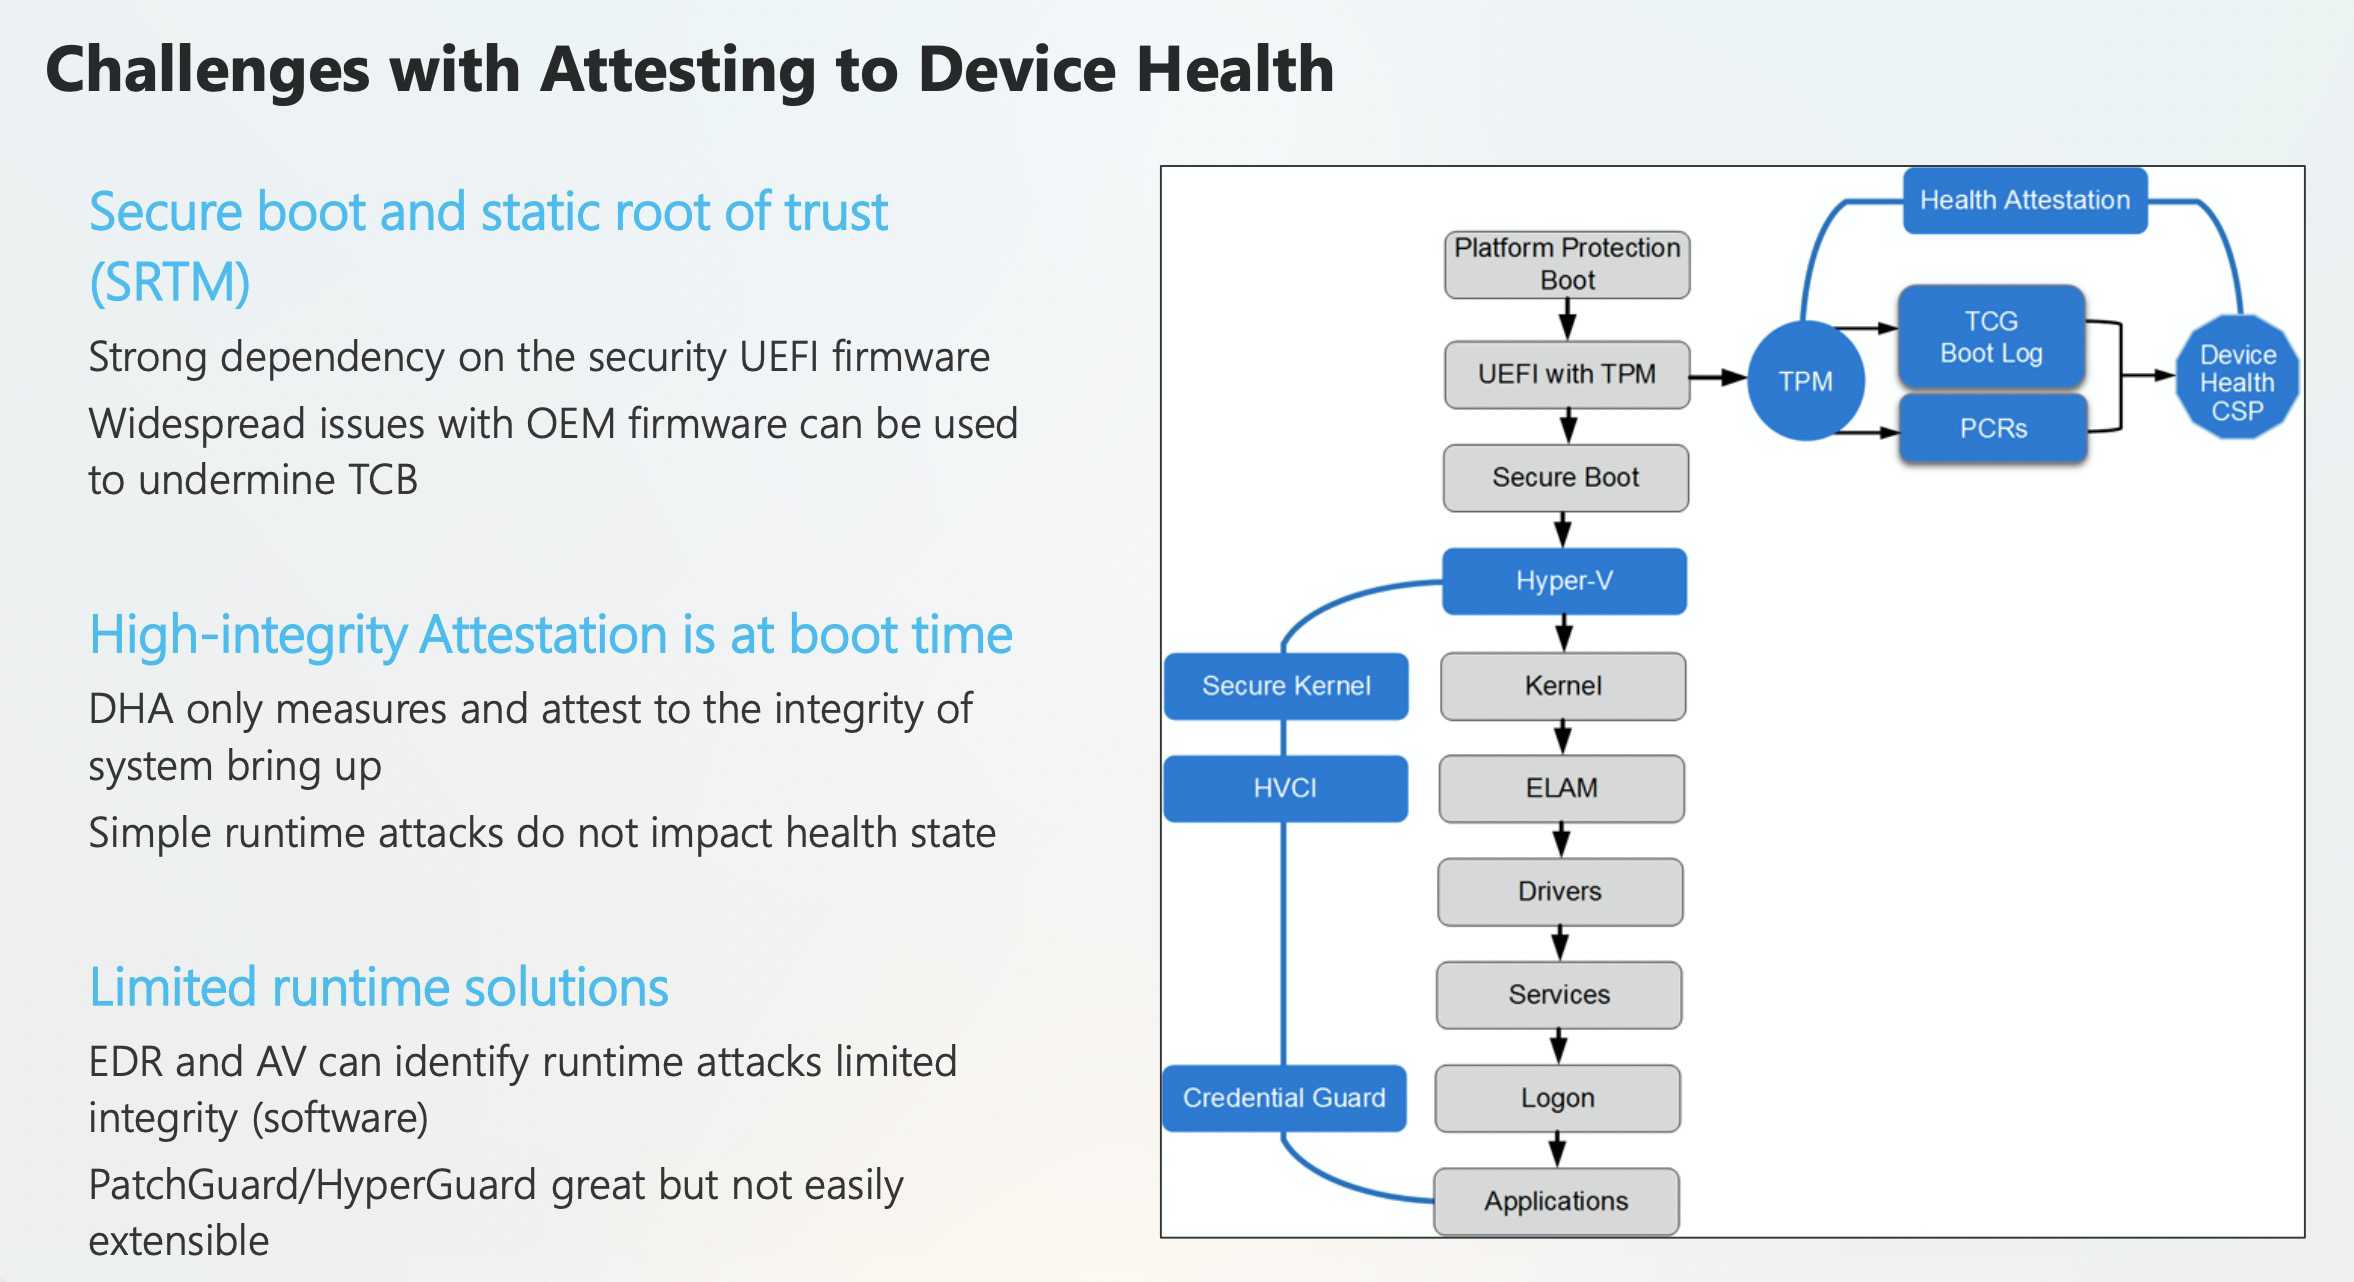 Challenges with Attesting to Device Health
Secure boot and static root of trust
(SRTM)
Strong dependency on the security UEFI firmware
Widespread issues with OEM firmware can be used
to undermine TCB
High-integrity Attestation is at boot time
DHA only measures and attest to the integrity of
system bring up
Simple runtime attacks do not impact health state
Limited runtime solutions
EDR and AV can identify runtime attacks limited
integrity (software)
PatchGuard/HyperGuard great but not easily
extensible
Health Attestation
Platform Protection
Boot
UEFI with TPM
TPM
TCG
Boot Log
PCRs
Device
Health
CSP
Secure Boot
Hyper-V
Secure Kernel
Kernel
HVCI
ELAM
Drivers
Services
Credential Guard
Logon
Applications